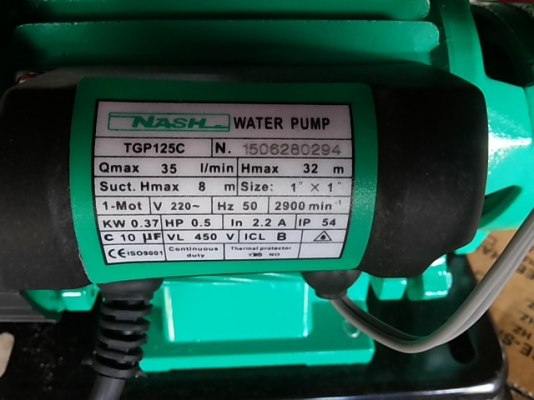 NASH WATER PUMP
TGP125C N. 1506280294
Qmax 35 l/min Hmax 32 m
Suct. Hmax 8 m Size: 1" × 1"
1-Mot V 220~ Hz 50 2900 min⁻¹
KW 0.37 HP 0.5 In 2.2 A IP 54
C 10 µF VL 450 V ICL B
CE ISO9001 Continuous duty Thermal protector
NO